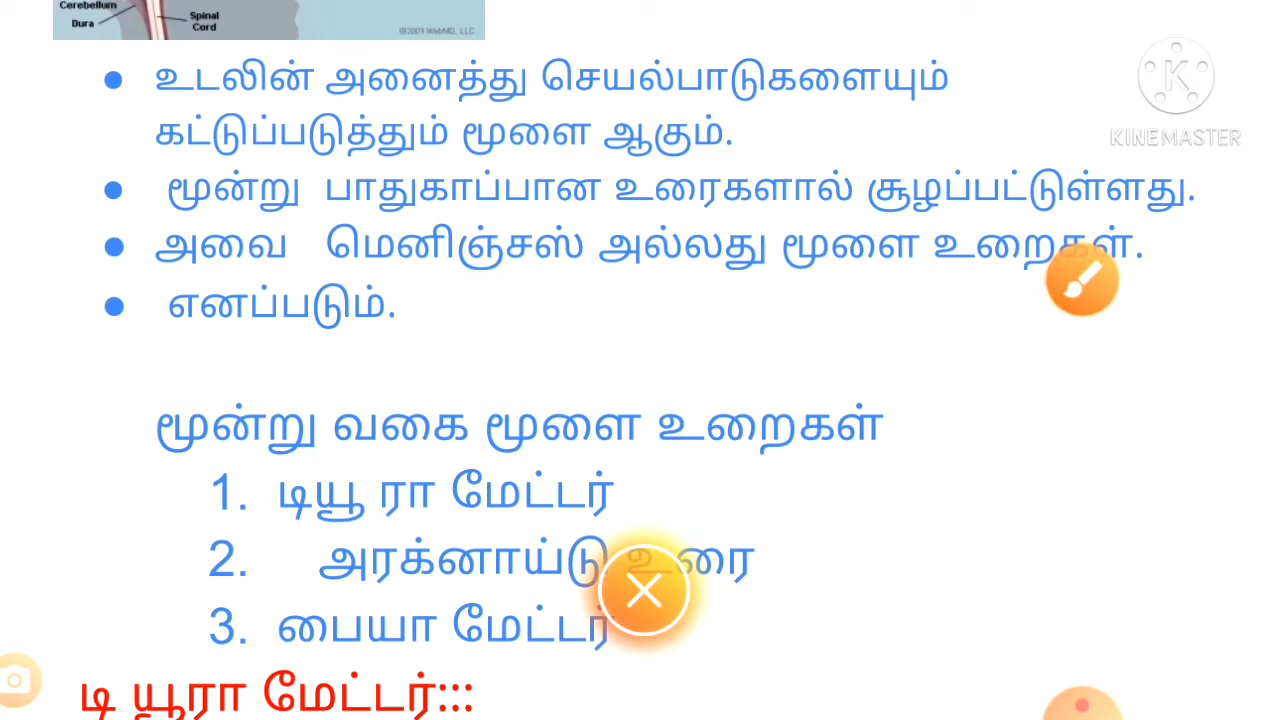 Cerebellum
Dura
Spinal
Cord
©2009 WebMD, LLC.
● உடலின் அனைத்து செயல்பாடுகளையும்
கட்டுப்படுத்தும் மூளை ஆகும்.
KINEMASTER
● மூன்று பாதுகாப்பான உரைகளால் சூழப்பட்டுள்ளது.
● அவை மெனிஞ்சஸ் அல்லது மூளை உறைகள்.
● எனப்படும்.
மூன்று வகை மூளை உறைகள்
1. டியூ ரா மேட்டர்
2. அரக்னாய்டு உரை
3. பையா மேட்டர்
டி யூரா மேட்டர்:::